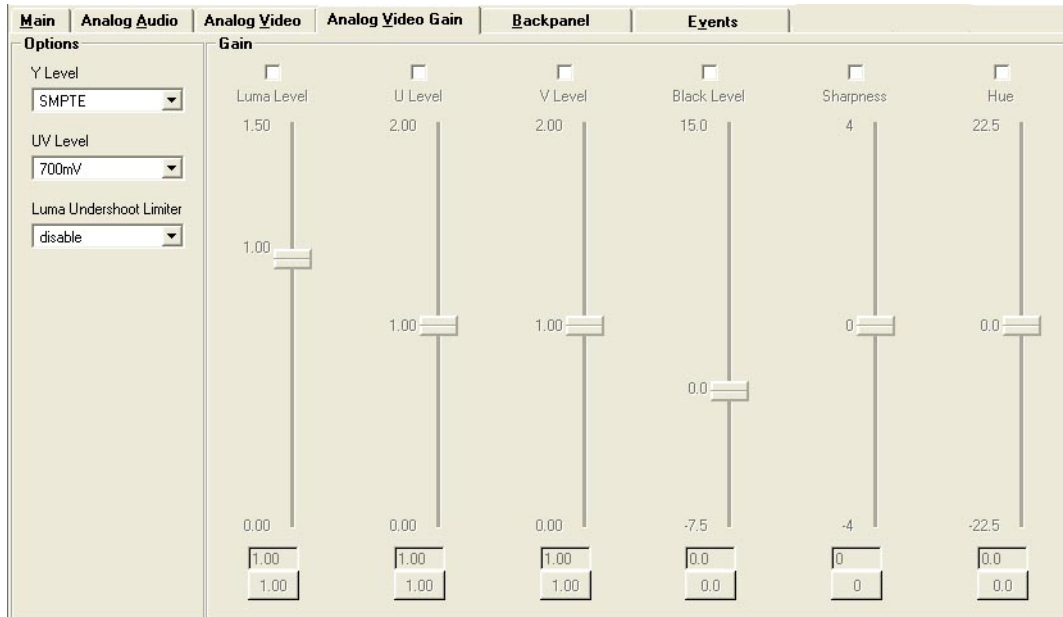 Main Analog Audio Analog Video Analog Video Gain Backpanel Events
Options
Y Level
SMPTE
UV Level
700mV
Luma Undershoot Limiter
disable
Gain
Luma Level U Level V Level Black Level Sharpness Hue
1.50 2.00 2.00 15.0 4 22.5
1.00
1.00 1.00 0 0.0
0.0
0.00 0.00 0.00 -7.5 -4 -22.5
1.00 1.00 1.00 0.0 0 0.0
1.00 1.00 1.00 0.0 0 0.0